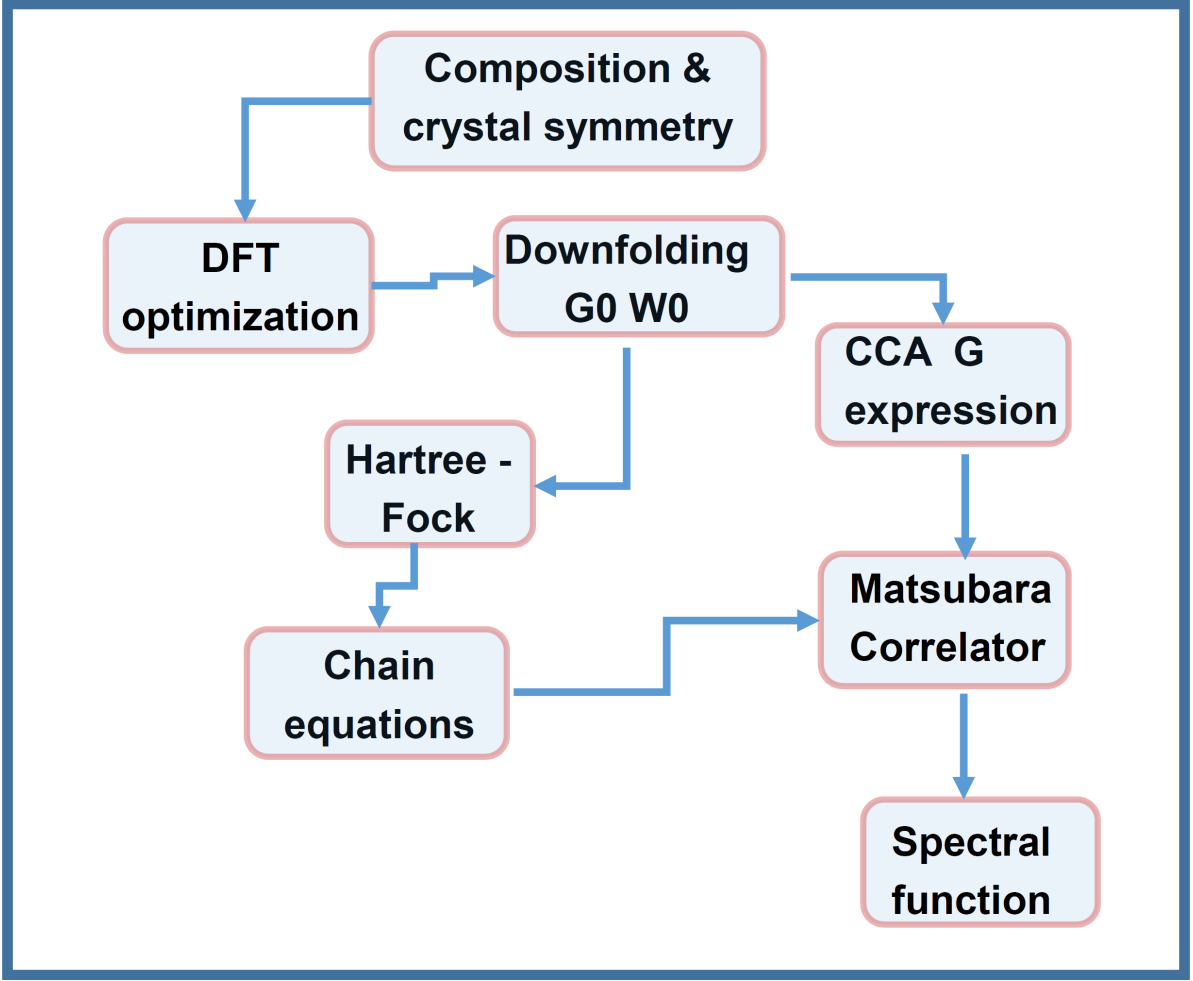 Composition &
crystal symmetry
DFT
optimization
Downfolding
G0 W0
CCA  G
expression
Hartree -
Fock
Matsubara
Correlator
Chain
equations
Spectral
function